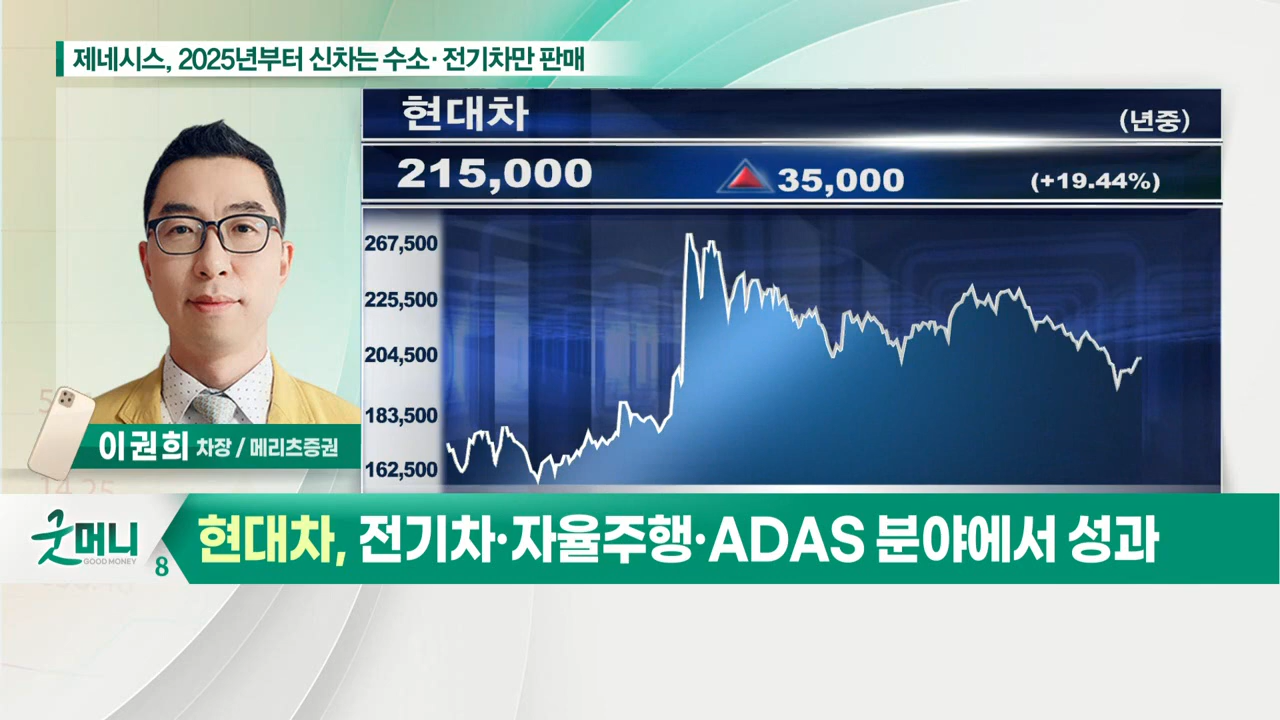 제네시스, 2025년부터 신차는 수소·전기차만 판매
현대차 (년중)
215,000 ▲ 35,000 (+19.44%)
267,500
225,500
204,500
183,500
162,500
이권희 차장 / 메리츠증권
굿머니
GOOD MONEY
8
현대차, 전기차·자율주행·ADAS 분야에서 성과